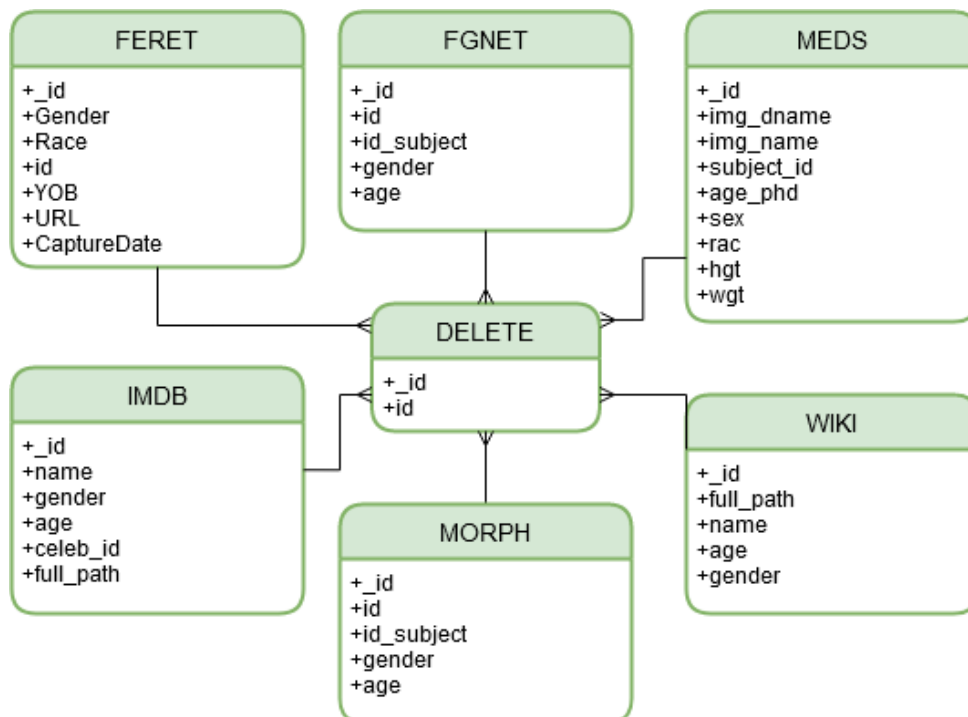 FERET
+_id
+Gender
+Race
+id
+YOB
+URL
+CaptureDate
FGNET
+_id
+id
+id_subject
+gender
+age
MEDS
+_id
+img_dname
+img_name
+subject_id
+age_phd
+sex
+rac
+hgt
+wgt
DELETE
+_id
+id
IMDB
+_id
+name
+gender
+age
+celeb_id
+full_path
MORPH
+_id
+id
+id_subject
+gender
+age
WIKI
+_id
+full_path
+name
+age
+gender